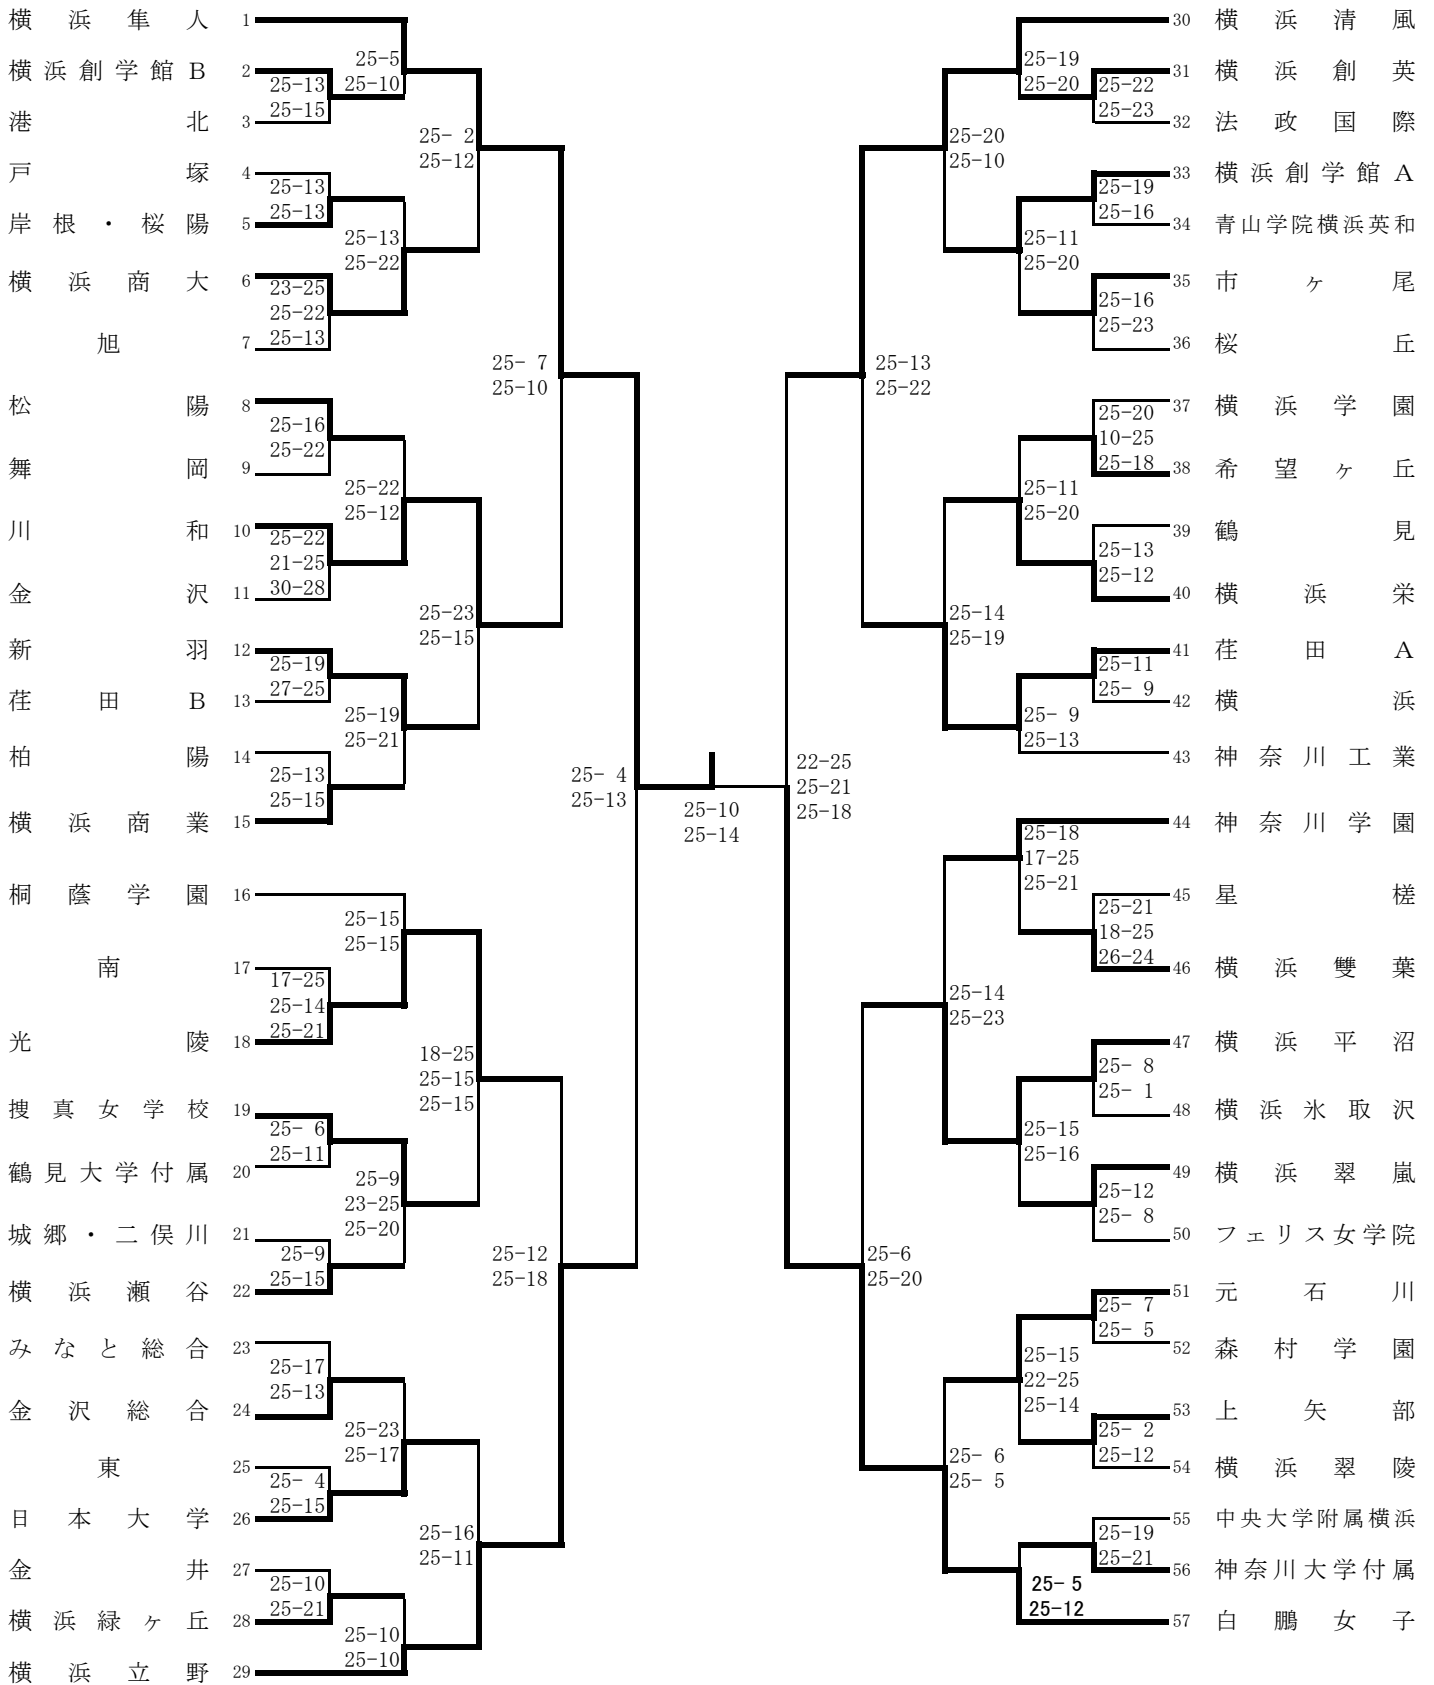 横浜隼人 1
横浜創学館B 2
港北 3
戸塚 4
岸根・桜陽 5
横浜商大 6
旭 7
松陽 8
舞岡 9
川和 10
金沢 11
新羽 12
荏田B 13
柏陽 14
横浜商業 15
桐蔭学園 16
南 17
光陵 18
捜真女学校 19
鶴見大学付属 20
城郷・二俣川 21
横浜瀬谷 22
みなと総合 23
金沢総合 24
東 25
日本大学 26
金井 27
横浜緑ヶ丘 28
横浜立野 29
25-13
25-15
25-13
25-13
23-25
25-22
25-13
25-16
25-22
25-22
21-25
30-28
25-19
27-25
25-13
25-15
17-25
25-14
25-21
25- 6
25-11
25-9
25-15
25-17
25-13
25- 4
25-15
25-10
25-21
25-5
25-10
25-13
25-22
25-22
25-12
25-19
25-21
25-15
25-15
25-9
23-25
25-20
25-23
25-17
25-10
25-10
25- 2
25-12
25-23
25-15
18-25
25-15
25-15
25-16
25-11
25- 7
25-10
25-12
25-18
25- 4
25-13
25-10
25-14
22-25
25-21
25-18
25-13
25-22
25-6
25-20
25-20
25-10
25-14
25-19
25-14
25-23
25- 6
25- 5
25-19
25-20
25-11
25-20
25-11
25-20
25- 9
25-13
25-18
17-25
25-21
25-15
25-16
25-15
22-25
25-14
25- 5
25-12
25-22
25-23
25-19
25-16
25-16
25-23
25-20
10-25
25-18
25-13
25-12
25-11
25- 9
25-21
18-25
26-24
25- 8
25- 1
25-12
25- 8
25- 7
25- 5
25- 2
25-12
25-19
25-21
30 横浜清風
31 横浜創英
32 法政国際
33 横浜創学館A
34 青山学院横浜英和
35 市ヶ尾
36 桜丘
37 横浜学園
38 希望ヶ丘
39 鶴見
40 横浜栄
41 荏田A
42 横浜
43 神奈川工業
44 神奈川学園
45 星槎
46 横浜雙葉
47 横浜平沼
48 横浜氷取沢
49 横浜翠嵐
50 フェリス女学院
51 元石川
52 森村学園
53 上矢部
54 横浜翠陵
55 中央大学附属横浜
56 神奈川大学付属
57 白鵬女子